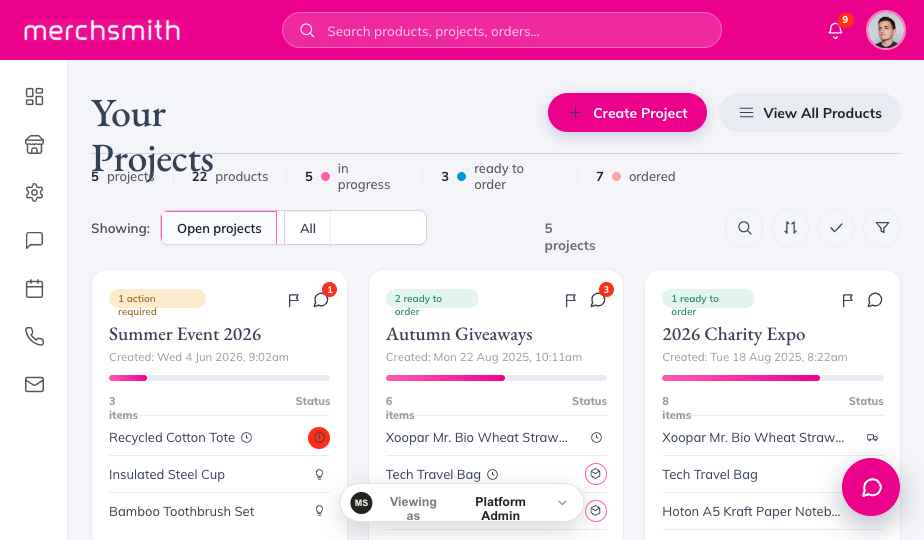 merchsmith
Search products, projects, orders...
9
Your
Projects
Create Project
View All Products
5 projects
22 products
5 in
progress
3 ready to
order
7 ordered
Showing:
Open projects
All
5
projects
1 action
required
1
Summer Event 2026
Created: Wed 4 Jun 2026, 9:02am
3
items
Status
Recycled Cotton Tote
Insulated Steel Cup
Bamboo Toothbrush Set
2 ready to
order
3
Autumn Giveaways
Created: Mon 22 Aug 2025, 10:11am
6
items
Status
Xoopar Mr. Bio Wheat Straw...
Tech Travel Bag
1 ready to
order
2026 Charity Expo
Created: Tue 18 Aug 2025, 8:22am
8
items
Status
Xoopar Mr. Bio Wheat Straw...
Tech Travel Bag
Hoton A5 Kraft Paper Noteb...
MS
Viewing
as
Platform
Admin